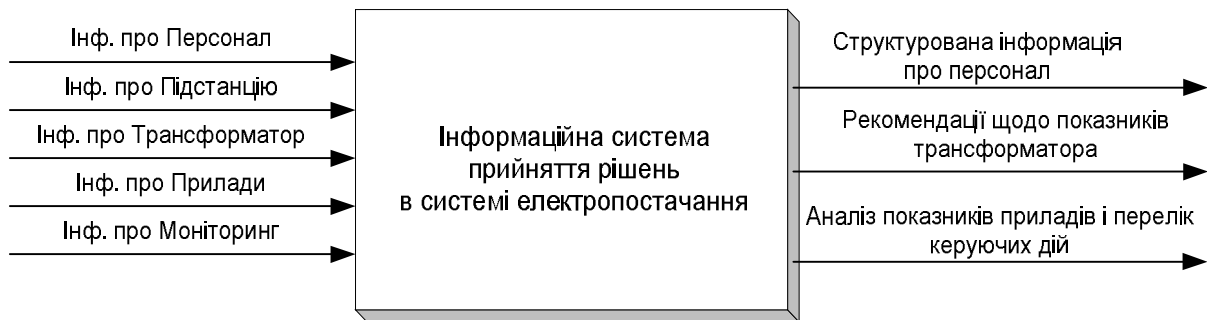 Інф. про Персонал
Інф. про Підстанцію
Інф. про Трансформатор
Інф. про Прилади
Інф. про Моніторинг
Інформаційна система
прийняття рішень
в системі електропостачання
Структурована інформація
про персонал
Рекомендації щодо показників
трансформатора
Аналіз показників приладів і перелік
керуючих дій